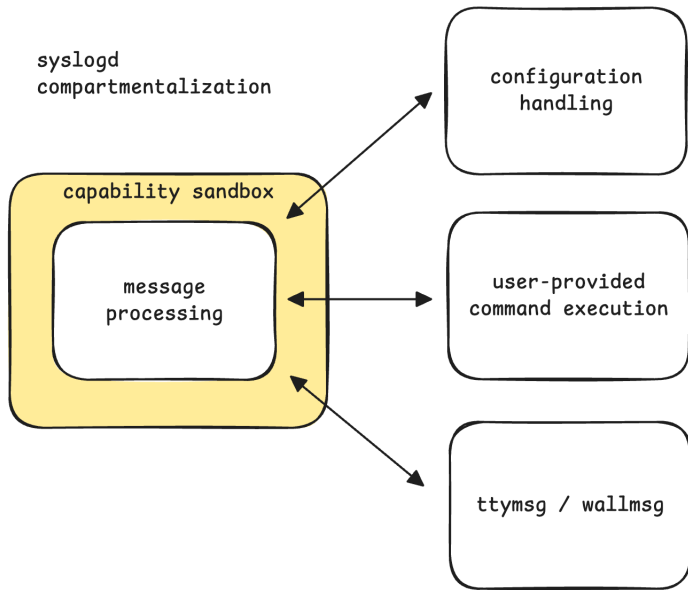 syslogd
compartmentalization
configuration
handling
capability sandbox
message
processing
user-provided
command execution
ttymsg / wallmsg